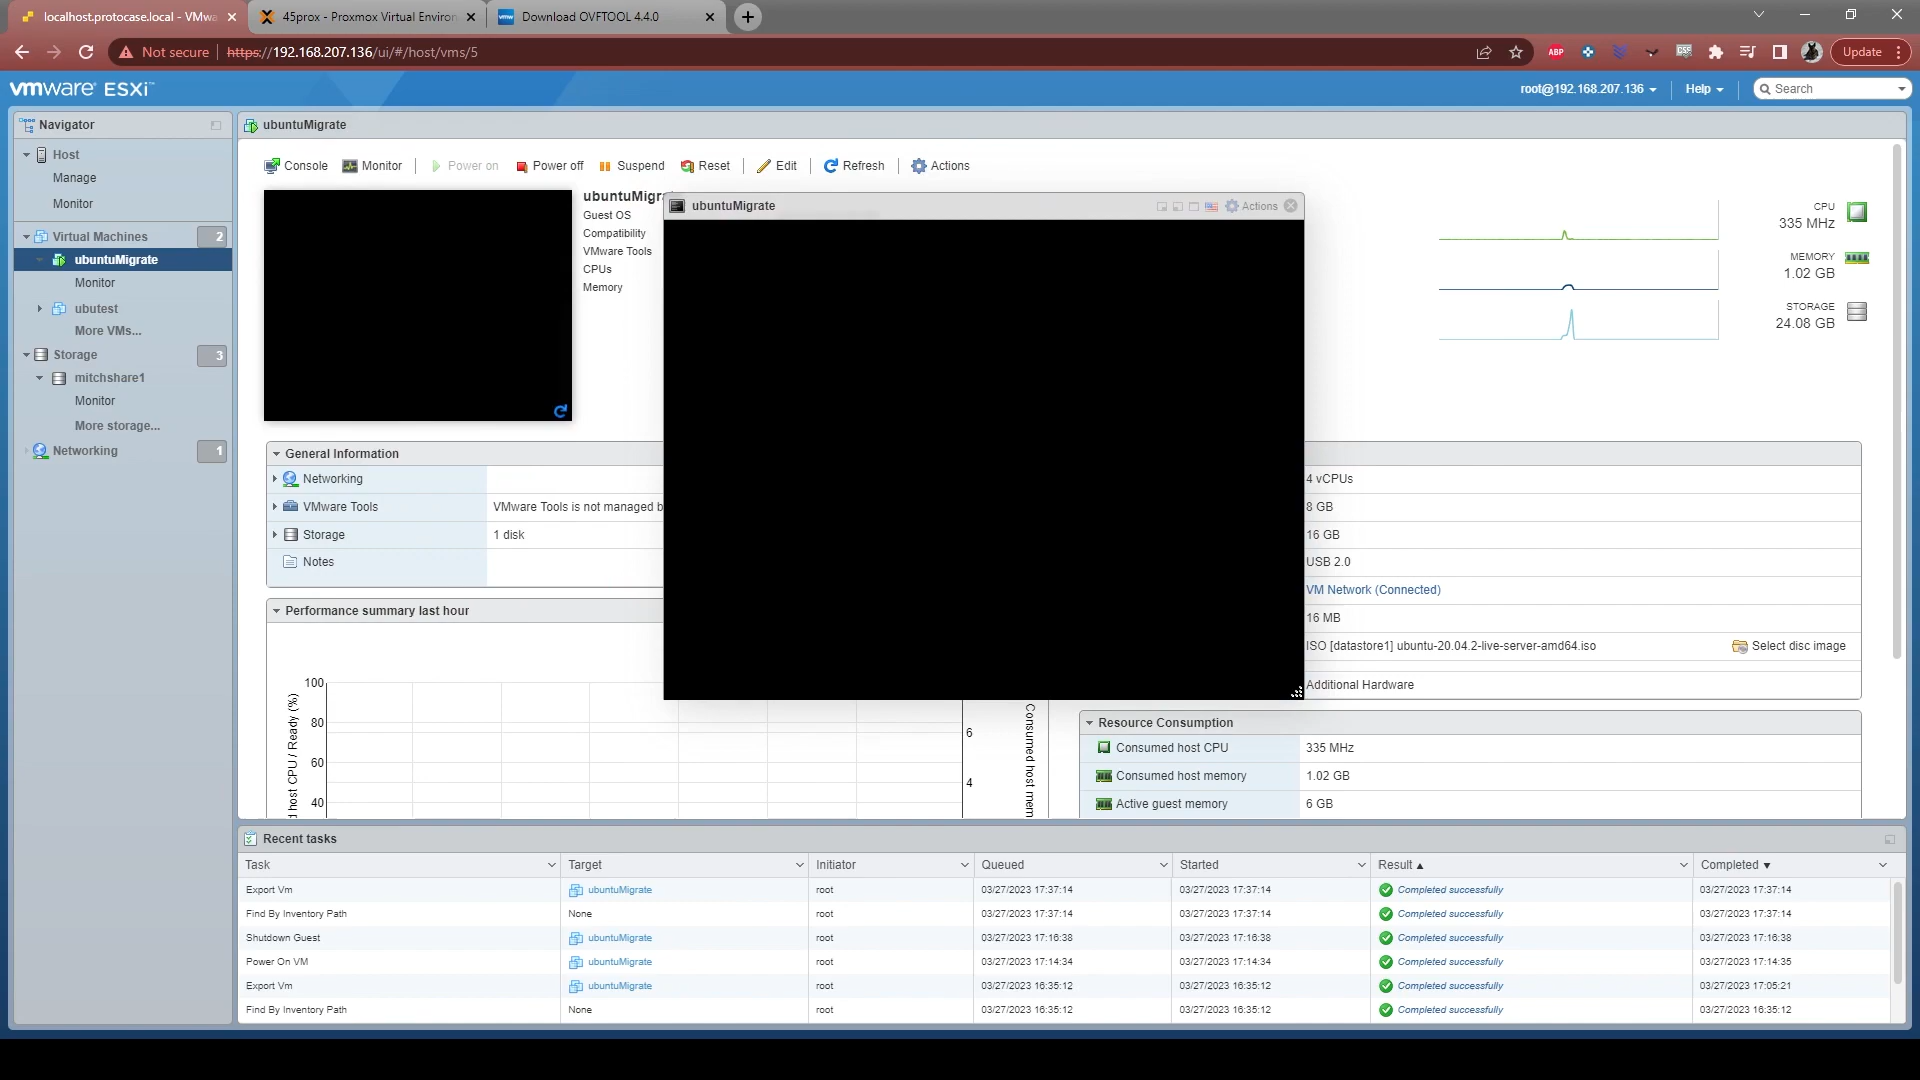 localhost.protocase.local - VMwa
45prox - Proxmox Virtual Environ
Download OVFTOOL 4.4.0
Not secure
https://192.168.207.136/ui/#/host/vms/5
ABP
Update
vmware ESXi™
root@192.168.207.136
Help
Search
Navigator
Host
Manage
Monitor
Virtual Machines 2
ubuntuMigrate
Monitor
ubutest
More VMs...
Storage 3
mitchshare1
Monitor
More storage...
Networking 1
ubuntuMigrate
Console
Monitor
Power on
Power off
Suspend
Reset
Edit
Refresh
Actions
ubuntuMigra
Guest OS
Compatibility
VMware Tools
CPUs
Memory
ubuntuMigrate
Actions
CPU
335 MHz
MEMORY
1.02 GB
STORAGE
24.08 GB
General Information
Networking
VMware Tools VMware Tools is not managed b
Storage 1 disk
Notes
4 vCPUs
8 GB
16 GB
USB 2.0
VM Network (Connected)
16 MB
ISO [datastore1] ubuntu-20.04.2-live-server-amd64.iso Select disc image
Additional Hardware
Performance summary last hour
100
80
60
40
d host CPU / Ready (%)
6
4
Consumed host mem
Resource Consumption
Consumed host CPU 335 MHz
Consumed host memory 1.02 GB
Active guest memory 6 GB
Recent tasks
Task Target Initiator Queued Started Result ▲ Completed ▼
Export Vm ubuntuMigrate root 03/27/2023 17:37:14 03/27/2023 17:37:14 Completed successfully 03/27/2023 17:37:14
Find By Inventory Path None root 03/27/2023 17:37:14 03/27/2023 17:37:14 Completed successfully 03/27/2023 17:37:14
Shutdown Guest ubuntuMigrate root 03/27/2023 17:16:38 03/27/2023 17:16:38 Completed successfully 03/27/2023 17:16:38
Power On VM ubuntuMigrate root 03/27/2023 17:14:34 03/27/2023 17:14:34 Completed successfully 03/27/2023 17:14:35
Export Vm ubuntuMigrate root 03/27/2023 16:35:12 03/27/2023 16:35:12 Completed successfully 03/27/2023 17:05:21
Find By Inventory Path None root 03/27/2023 16:35:12 03/27/2023 16:35:12 Completed successfully 03/27/2023 16:35:12